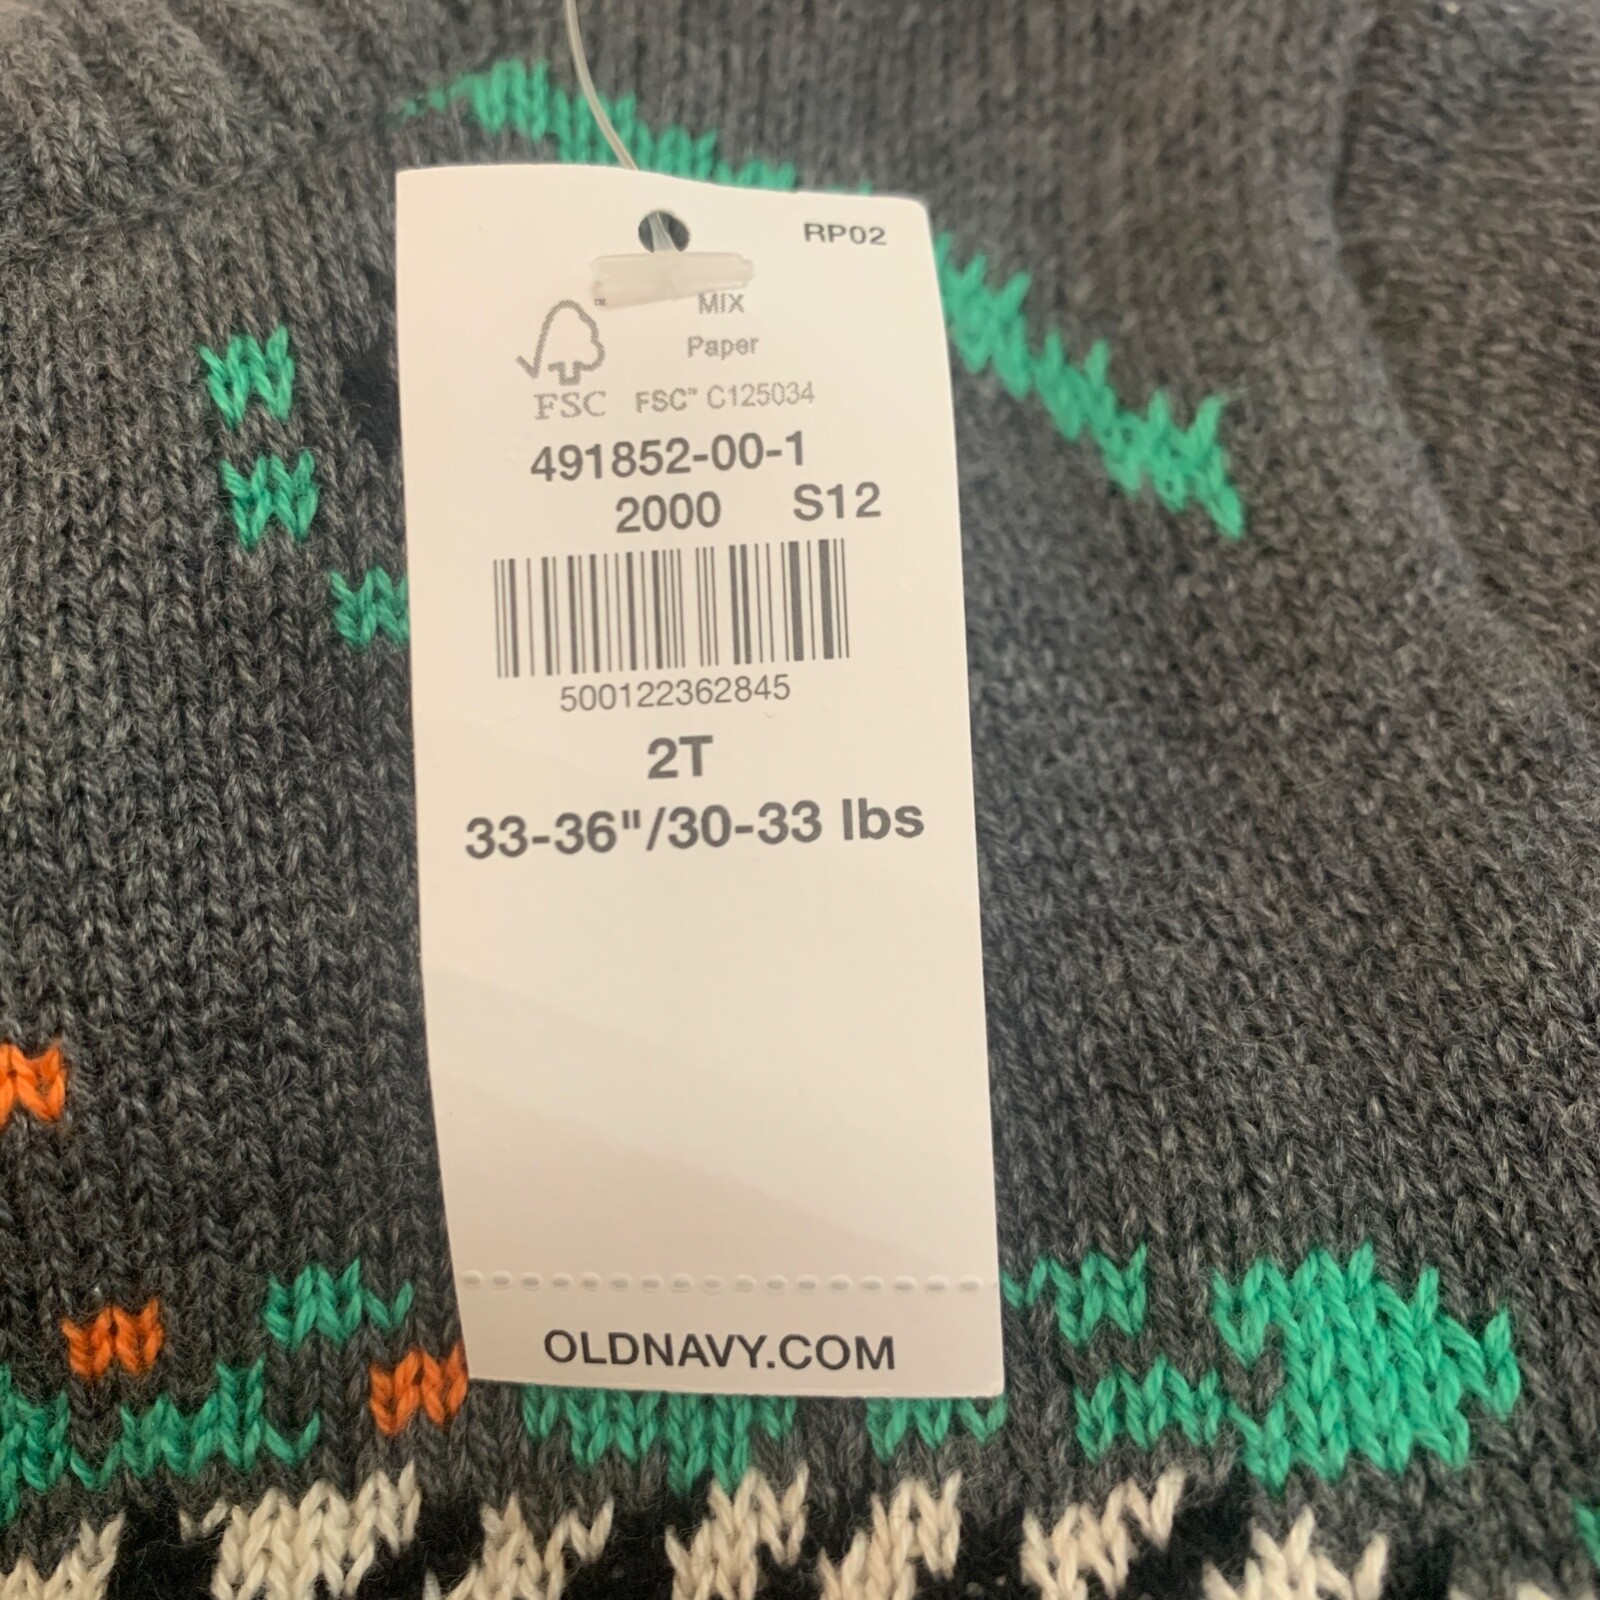 RP02
MIX
Paper
FSC FSC™ C125034
491852-00-1
2000 S12
500122362845
2T
33-36"/30-33 lbs
OLDNAVY.COM